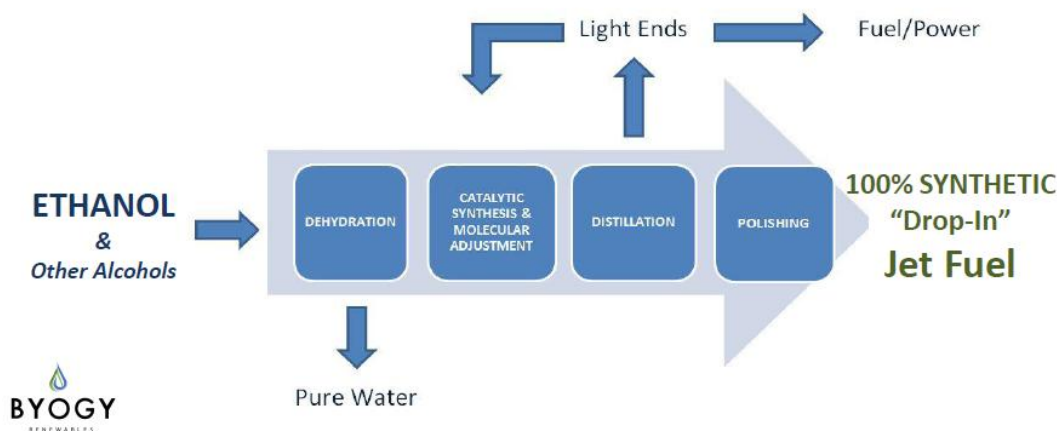 Light Ends
Fuel/Power
ETHANOL
&
Other Alcohols
DEHYDRATION
CATALYTIC
SYNTHESIS &
MOLECULAR
ADJUSTMENT
DISTILLATION
POLISHING
100% SYNTHETIC
“Drop-In”
Jet Fuel
Pure Water
BYOGY
RENEWABLES